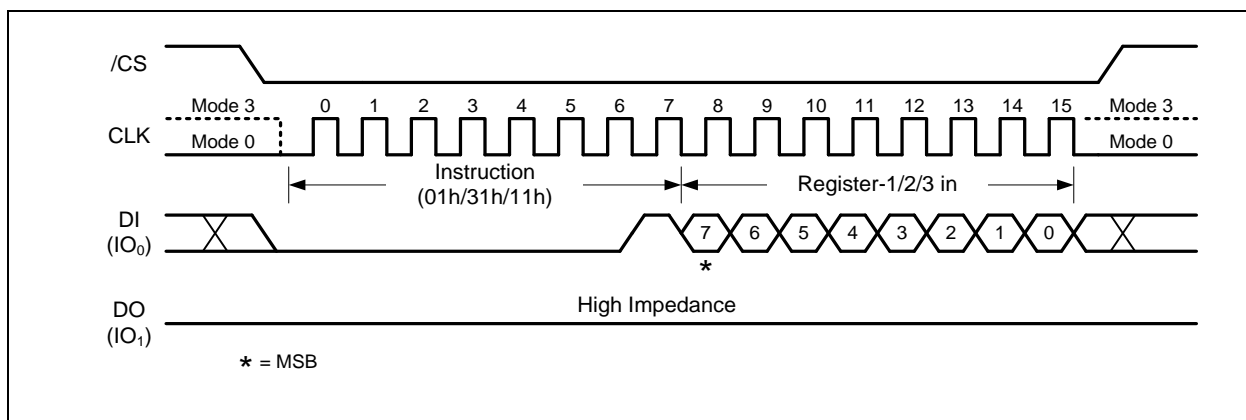 /CS
Mode 3 0 1 2 3 4 5 6 7 8 9 10 11 12 13 14 15 Mode 3
CLK Mode 0 Mode 0
Instruction
(01h/31h/11h)
Register-1/2/3 in
DI
(IO₀)
7 6 5 4 3 2 1 0
*
High Impedance
DO
(IO₁)
* = MSB